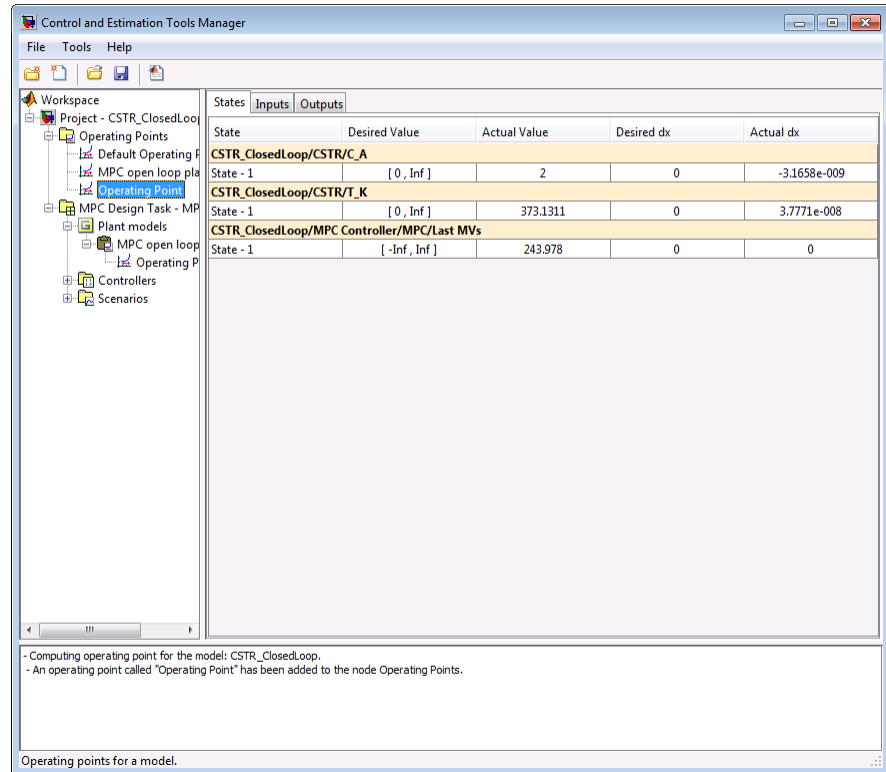 Control and Estimation Tools Manager
File Tools Help
Workspace
Project - CSTR_ClosedLoop
Operating Points
Default Operating P
MPC open loop pla
Operating Point
MPC Design Task - MP
Plant models
MPC open loop
Operating P
Controllers
Scenarios
States Inputs Outputs
State Desired Value Actual Value Desired dx Actual dx
CSTR_ClosedLoop/CSTR/C_A
State - 1 [ 0 , Inf ] 2 0 -3.1658e-009
CSTR_ClosedLoop/CSTR/T_K
State - 1 [ 0 , Inf ] 373.1311 0 3.7771e-008
CSTR_ClosedLoop/MPC Controller/MPC/Last MVs
State - 1 [ -Inf , Inf ] 243.978 0 0
- Computing operating point for the model: CSTR_ClosedLoop.
- An operating point called "Operating Point" has been added to the node Operating Points.
Operating points for a model.